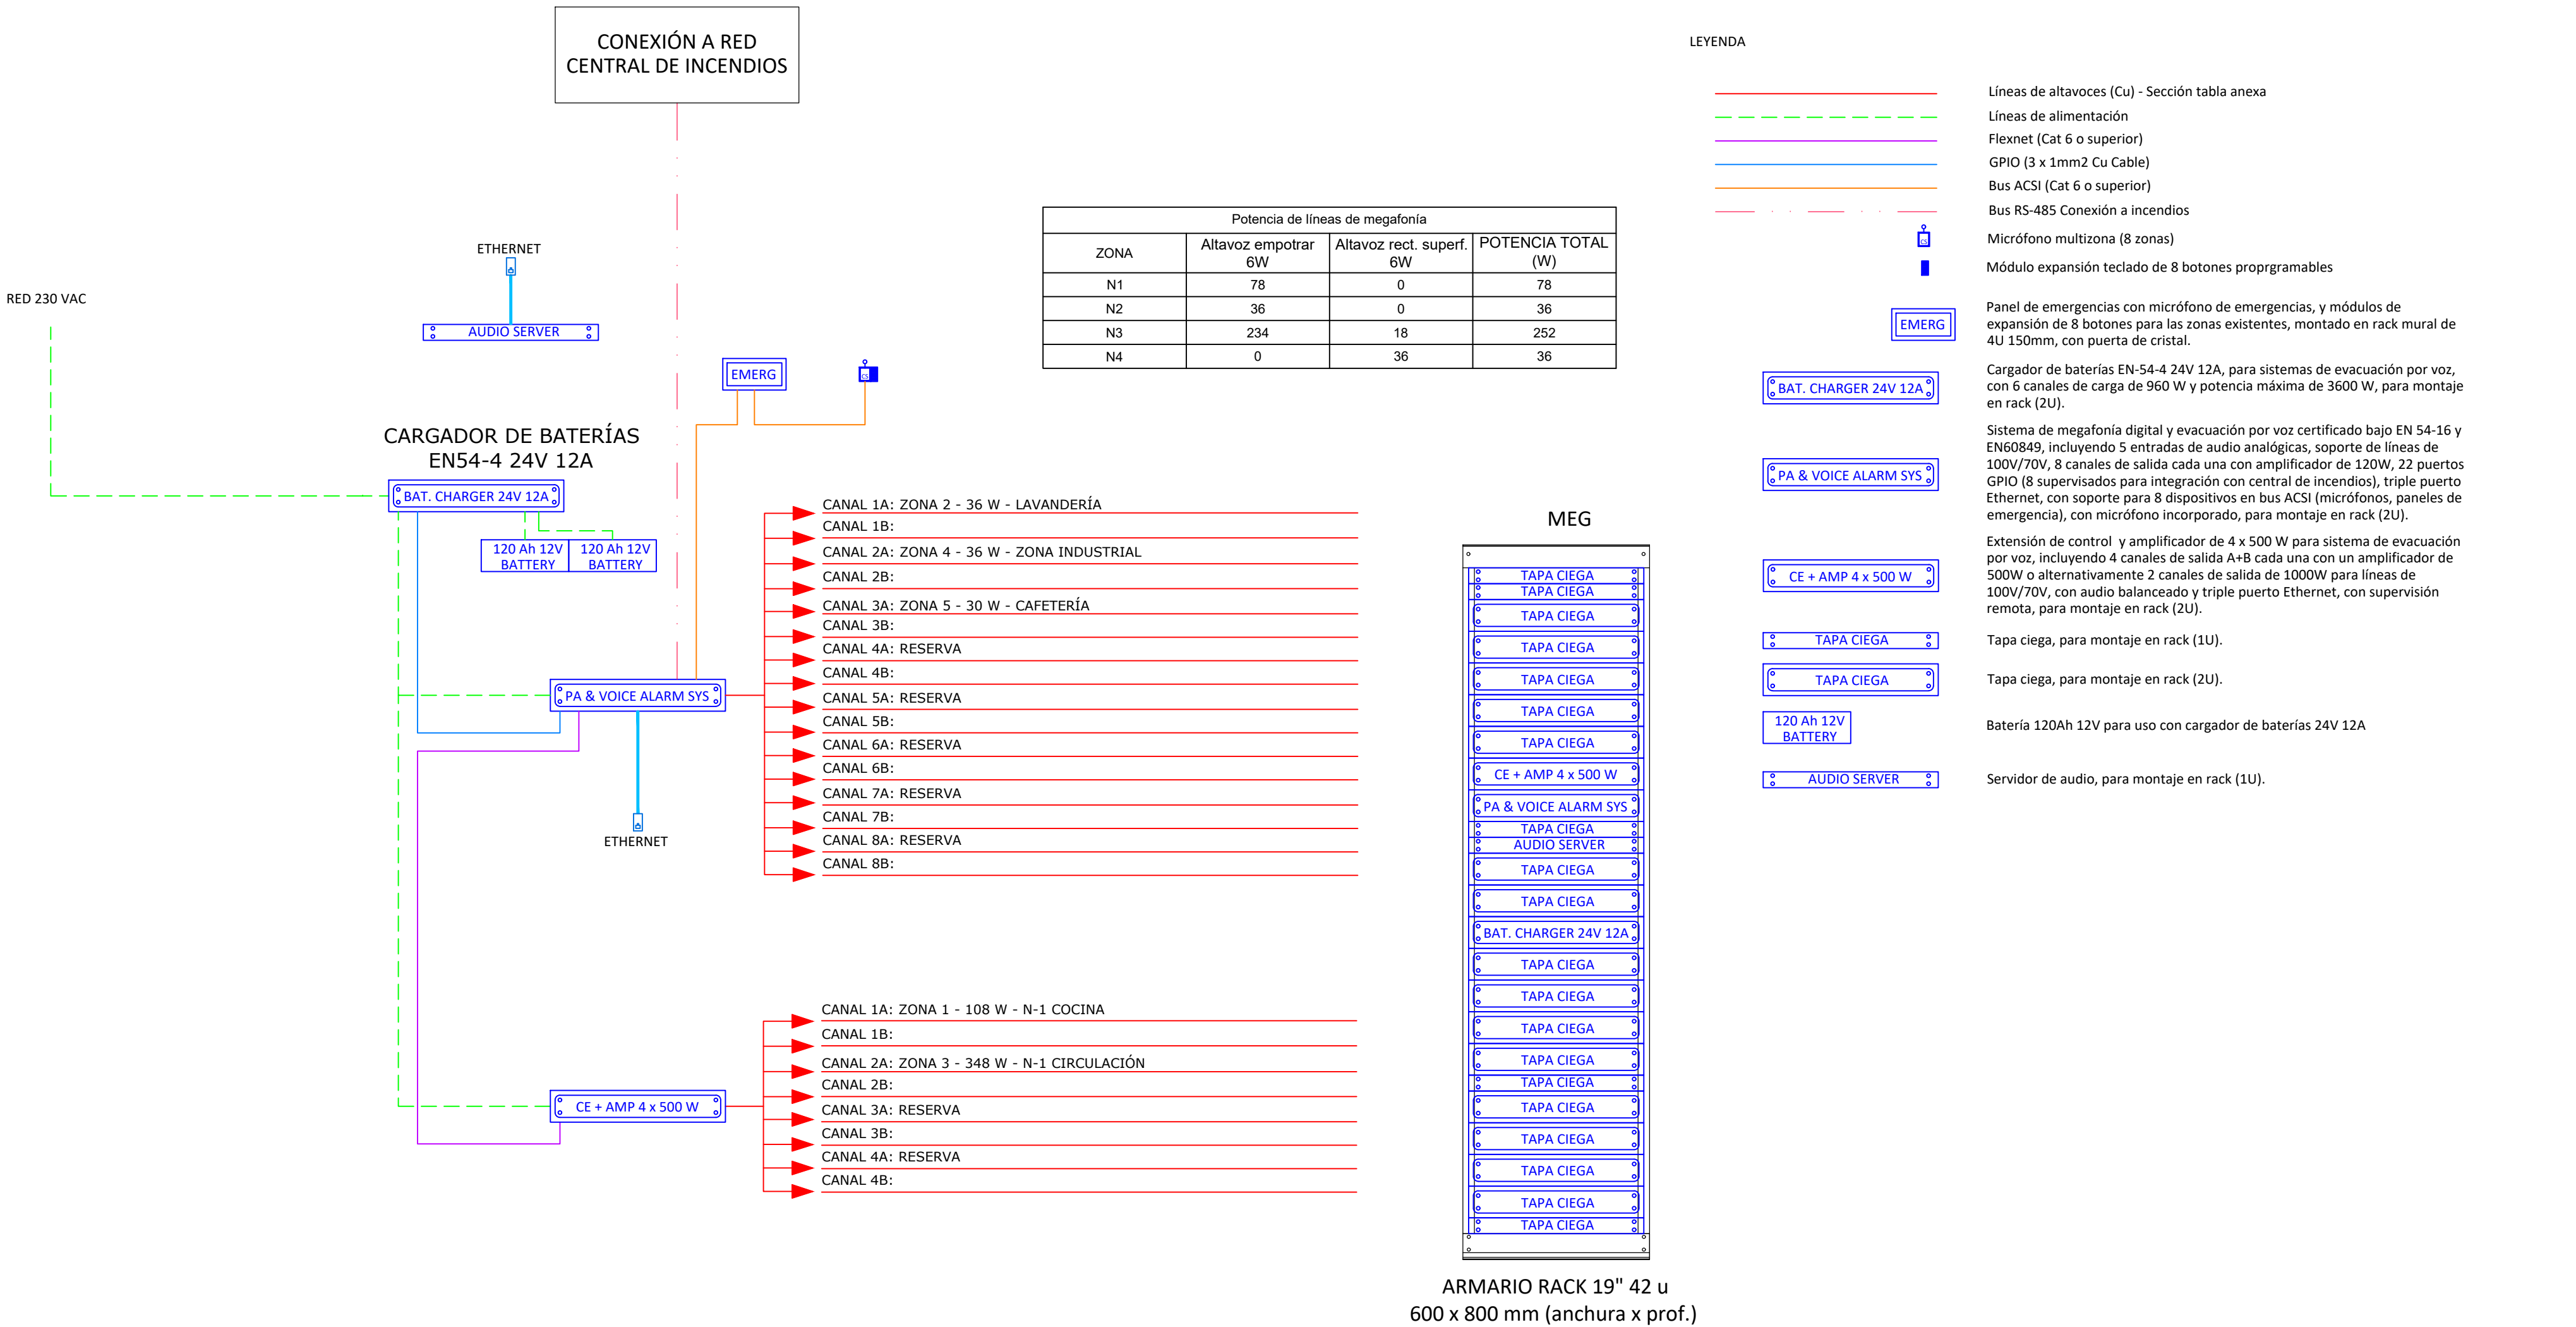 CONEXIÓN A RED
CENTRAL DE INCENDIOS
ETHERNET
AUDIO SERVER
RED 230 VAC
EMERG
CS
CARGADOR DE BATERÍAS
EN54-4 24V 12A
BAT. CHARGER 24V 12A
120 Ah 12V
BATTERY
120 Ah 12V
BATTERY
PA & VOICE ALARM SYS
ETHERNET
CE + AMP 4 x 500 W
CANAL 1A: ZONA 2 - 36 W - LAVANDERÍA
CANAL 1B:
CANAL 2A: ZONA 4 - 36 W - ZONA INDUSTRIAL
CANAL 2B:
CANAL 3A: ZONA 5 - 30 W - CAFETERÍA
CANAL 3B:
CANAL 4A: RESERVA
CANAL 4B:
CANAL 5A: RESERVA
CANAL 5B:
CANAL 6A: RESERVA
CANAL 6B:
CANAL 7A: RESERVA
CANAL 7B:
CANAL 8A: RESERVA
CANAL 8B:
CANAL 1A: ZONA 1 - 108 W - N-1 COCINA
CANAL 1B:
CANAL 2A: ZONA 3 - 348 W - N-1 CIRCULACIÓN
CANAL 2B:
CANAL 3A: RESERVA
CANAL 3B:
CANAL 4A: RESERVA
CANAL 4B:
Potencia de líneas de megafonía
ZONA Altavoz empotrar 6W Altavoz rect. superf. 6W POTENCIA TOTAL (W)
N1 78 0 78
N2 36 0 36
N3 234 18 252
N4 0 36 36
MEG
TAPA CIEGA
TAPA CIEGA
TAPA CIEGA
TAPA CIEGA
TAPA CIEGA
TAPA CIEGA
TAPA CIEGA
CE + AMP 4 x 500 W
PA & VOICE ALARM SYS
TAPA CIEGA
AUDIO SERVER
TAPA CIEGA
TAPA CIEGA
BAT. CHARGER 24V 12A
TAPA CIEGA
TAPA CIEGA
TAPA CIEGA
TAPA CIEGA
TAPA CIEGA
TAPA CIEGA
TAPA CIEGA
TAPA CIEGA
TAPA CIEGA
TAPA CIEGA
ARMARIO RACK 19" 42 u
600 x 800 mm (anchura x prof.)
LEYENDA
Líneas de altavoces (Cu) - Sección tabla anexa
Líneas de alimentación
Flexnet (Cat 6 o superior)
GPIO (3 x 1mm2 Cu Cable)
Bus ACSI (Cat 6 o superior)
Bus RS-485 Conexión a incendios
CS
Micrófono multizona (8 zonas)
Módulo expansión teclado de 8 botones proprgramables
EMERG
Panel de emergencias con micrófono de emergencias, y módulos de
expansión de 8 botones para las zonas existentes, montado en rack mural de
4U 150mm, con puerta de cristal.
BAT. CHARGER 24V 12A
Cargador de baterías EN-54-4 24V 12A, para sistemas de evacuación por voz,
con 6 canales de carga de 960 W y potencia máxima de 3600 W, para montaje
en rack (2U).
PA & VOICE ALARM SYS
Sistema de megafonía digital y evacuación por voz certificado bajo EN 54-16 y
EN60849, incluyendo 5 entradas de audio analógicas, soporte de líneas de
100V/70V, 8 canales de salida cada una con amplificador de 120W, 22 puertos
GPIO (8 supervisados para integración con central de incendios), triple puerto
Ethernet, con soporte para 8 dispositivos en bus ACSI (micrófonos, paneles de
emergencia), con micrófono incorporado, para montaje en rack (2U).
CE + AMP 4 x 500 W
Extensión de control y amplificador de 4 x 500 W para sistema de evacuación
por voz, incluyendo 4 canales de salida A+B cada una con un amplificador de
500W o alternativamente 2 canales de salida de 1000W para líneas de
100V/70V, con audio balanceado y triple puerto Ethernet, con supervisión
remota, para montaje en rack (2U).
TAPA CIEGA
Tapa ciega, para montaje en rack (1U).
TAPA CIEGA
Tapa ciega, para montaje en rack (2U).
120 Ah 12V
BATTERY
Batería 120Ah 12V para uso con cargador de baterías 24V 12A
AUDIO SERVER
Servidor de audio, para montaje en rack (1U).